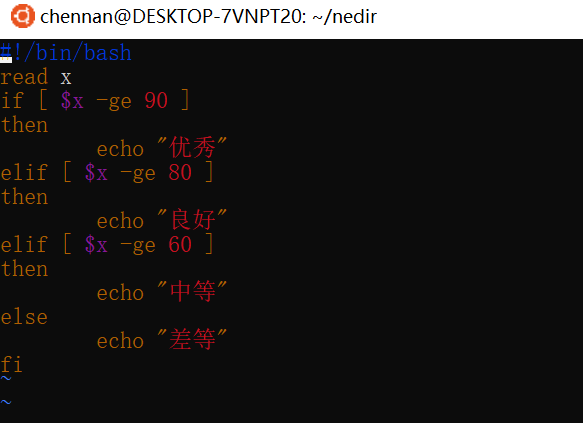 chennan@DESKTOP-7VNPT20: ~/nedir
#!/bin/bash
read x
if [ $x -ge 90 ]
then
        echo "优秀"
elif [ $x -ge 80 ]
then
        echo "良好"
elif [ $x -ge 60 ]
then
        echo "中等"
else
        echo "差等"
fi
~
~